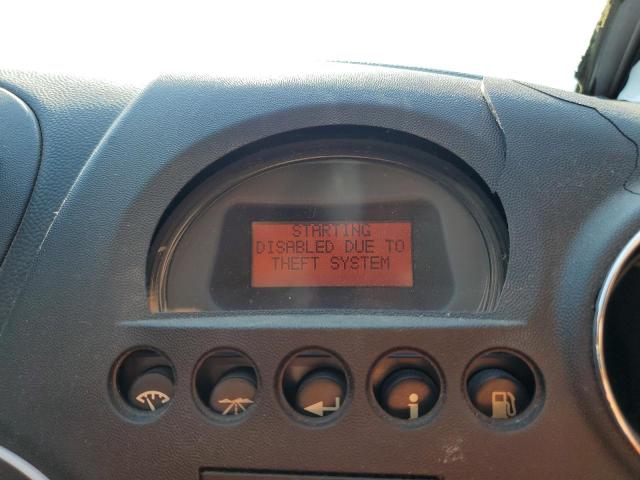 STARTING
DISABLED DUE TO
THEFT SYSTEM
i